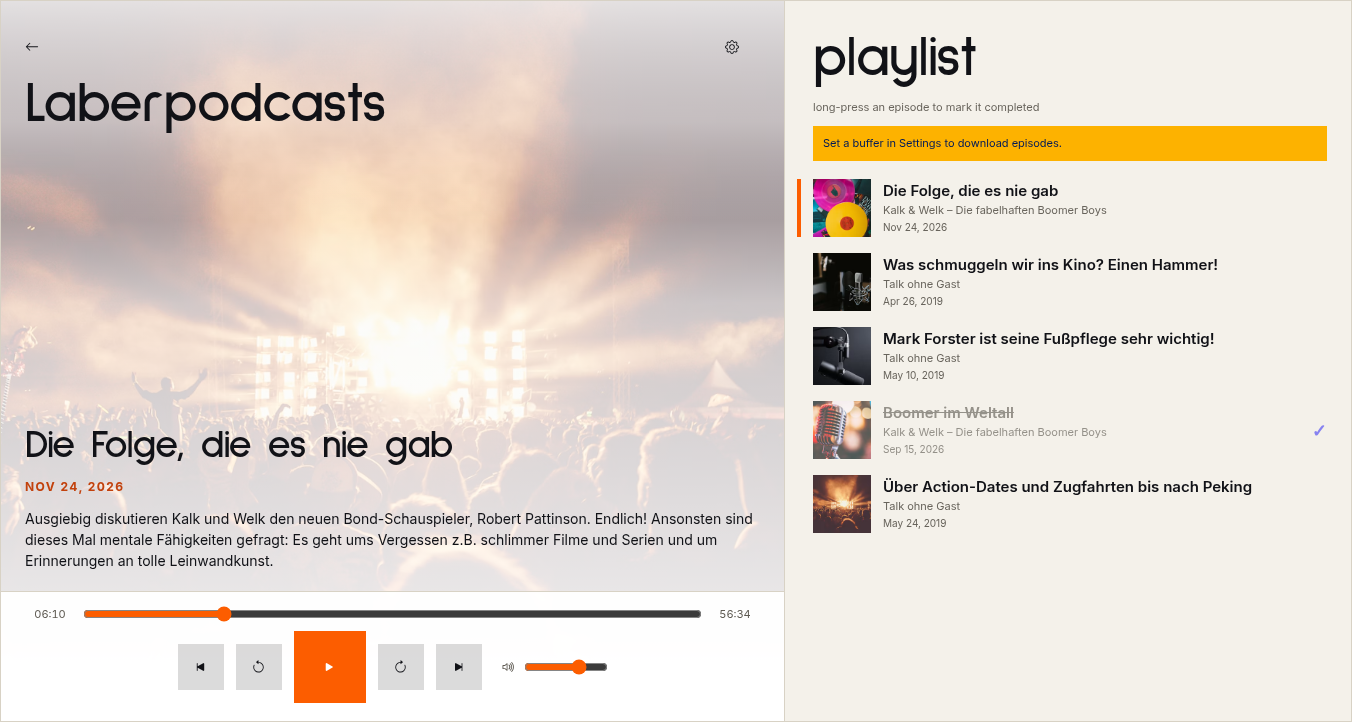 Laberpodcasts
Die Folge, die es nie gab
NOV 24, 2026
Ausgiebig diskutieren Kalk und Welk den neuen Bond-Schauspieler, Robert Pattinson. Endlich! Ansonsten sind
dieses Mal mentale Fähigkeiten gefragt: Es geht ums Vergessen z.B. schlimmer Filme und Serien und um
Erinnerungen an tolle Leinwandkunst.
06:10
56:34
playlist
long-press an episode to mark it completed
Set a buffer in Settings to download episodes.
Die Folge, die es nie gab
Kalk & Welk – Die fabelhaften Boomer Boys
Nov 24, 2026
Was schmuggeln wir ins Kino? Einen Hammer!
Talk ohne Gast
Apr 26, 2019
Mark Forster ist seine Fußpflege sehr wichtig!
Talk ohne Gast
May 10, 2019
Boomer im Weltall
Kalk & Welk – Die fabelhaften Boomer Boys
Sep 15, 2026
Über Action-Dates und Zugfahrten bis nach Peking
Talk ohne Gast
May 24, 2019